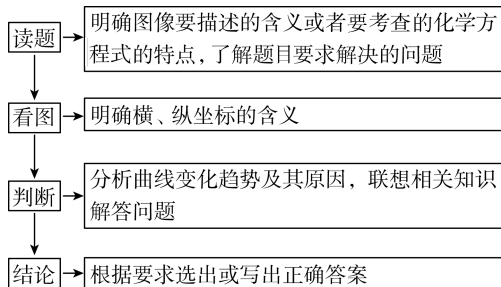 读题
明确图像要描述的含义或者要考查的化学方
程式的特点，了解题目要求解决的问题
看图
明确横、纵坐标的含义
判断
分析曲线变化趋势及其原因，联想相关知识
解答问题
结论
根据要求选出或写出正确答案